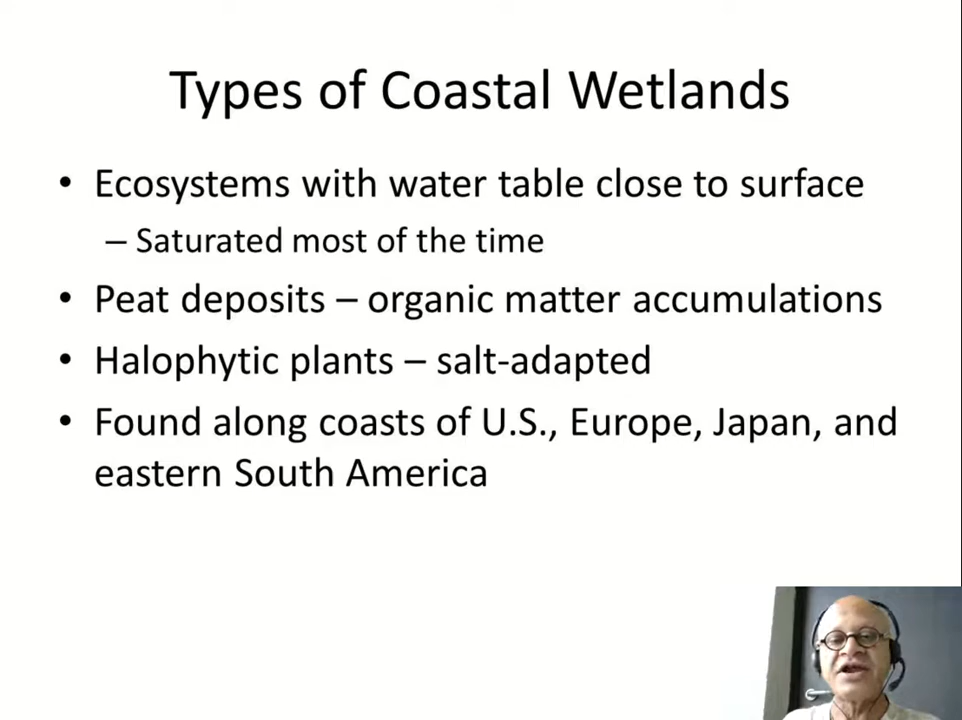 Types of Coastal Wetlands
• Ecosystems with water table close to surface
– Saturated most of the time
• Peat deposits – organic matter accumulations
• Halophytic plants – salt-adapted
• Found along coasts of U.S., Europe, Japan, and
eastern South America